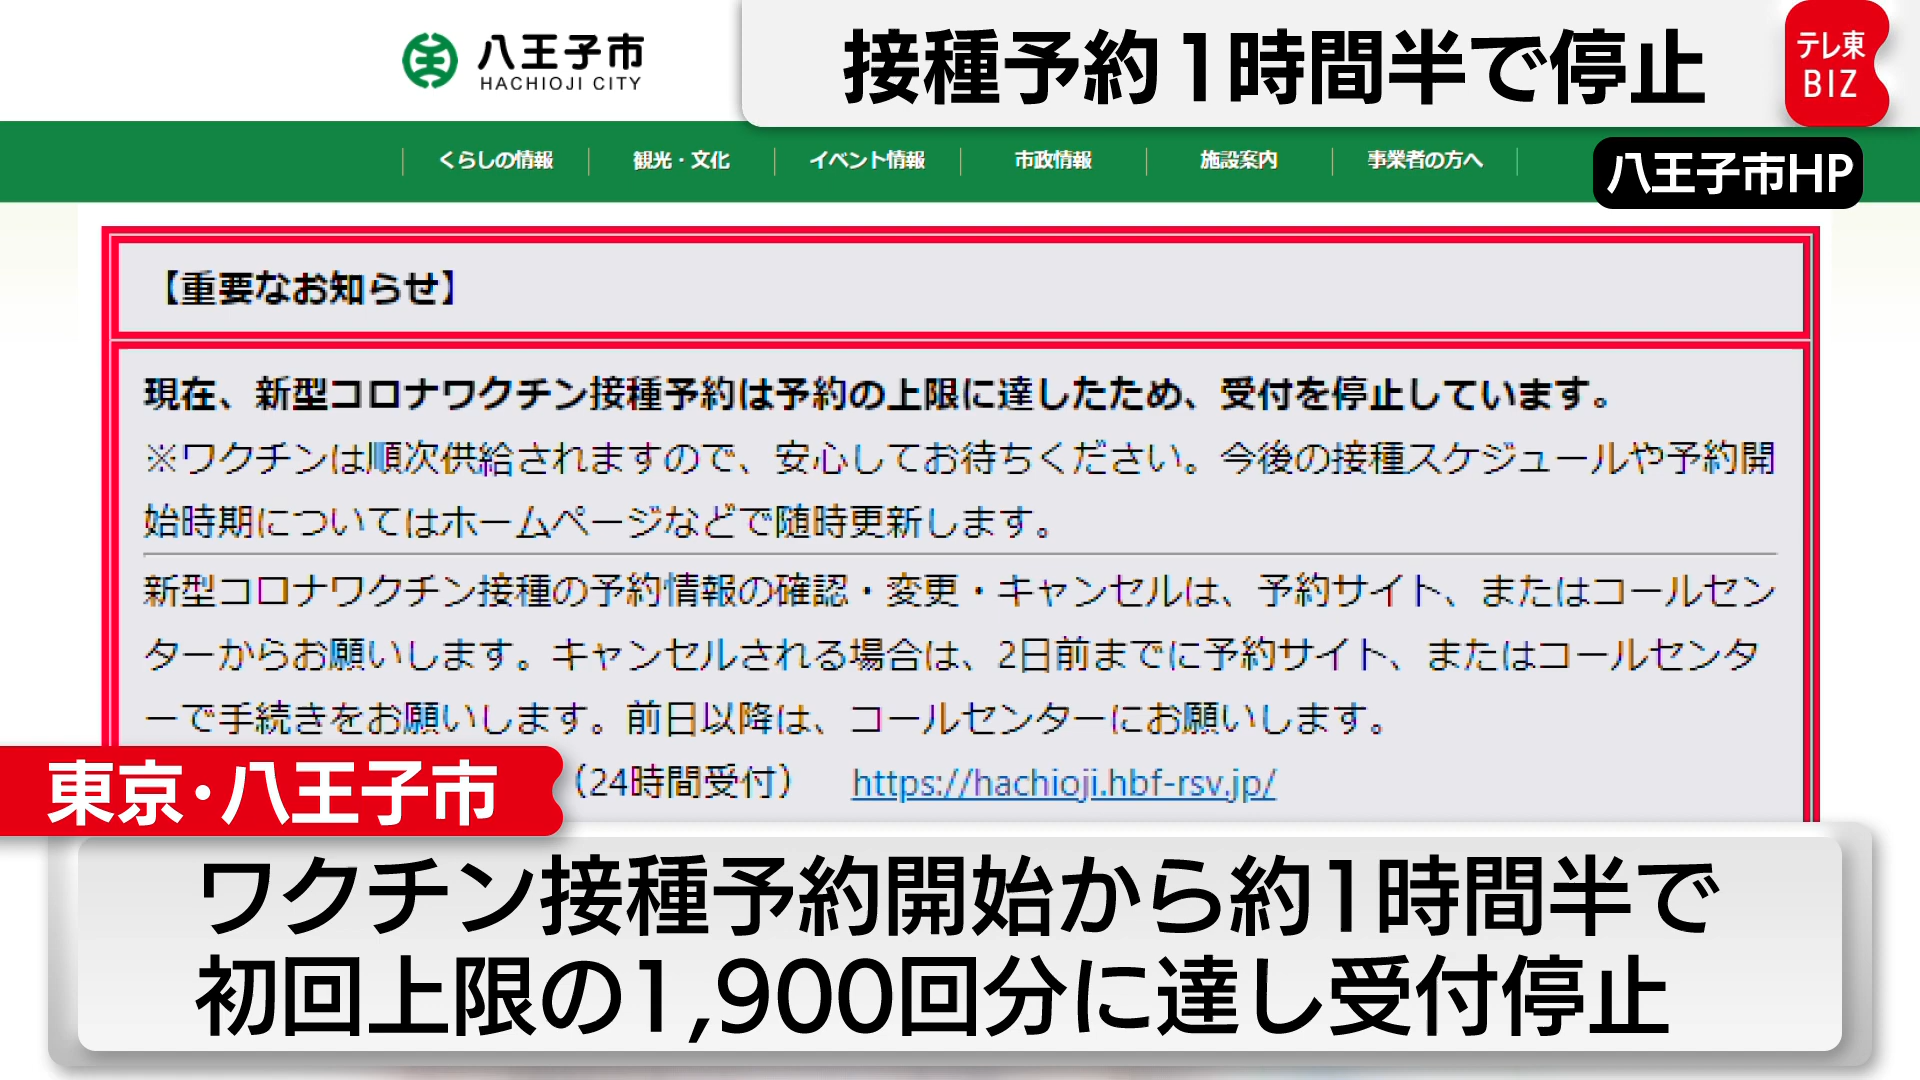 八王子市
HACHIOJI CITY
接種予約1時間半で停止
テレ東
BIZ
くらしの情報
観光・文化
イベント情報
市政情報
施設案内
事業者の方へ
八王子市HP
【重要なお知らせ】
現在、新型コロナワクチン接種予約は予約の上限に達したため、受付を停止しています。
※ワクチンは順次供給されますので、安心してお待ちください。今後の接種スケジュールや予約開
始時期についてはホームページなどで随時更新します。
新型コロナワクチン接種の予約情報の確認・変更・キャンセルは、予約サイト、またはコールセン
ターからお願いします。キャンセルされる場合は、2日前までに予約サイト、またはコールセンタ
ーで手続きをお願いします。前日以降は、コールセンターにお願いします。
（24時間受付） https://hachioji.hbf-rsv.jp/
東京・八王子市
ワクチン接種予約開始から約1時間半で
初回上限の1,900回分に達し受付停止